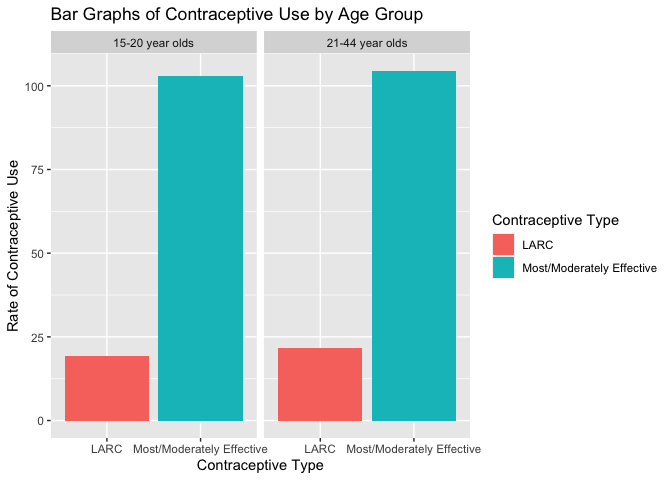 Bar Graphs of Contraceptive Use by Age Group
15-20 year olds
21-44 year olds
100
75
50
25
0
Rate of Contraceptive Use
LARC
Most/Moderately Effective
LARC
Most/Moderately Effective
Contraceptive Type
Contraceptive Type
LARC
Most/Moderately Effective